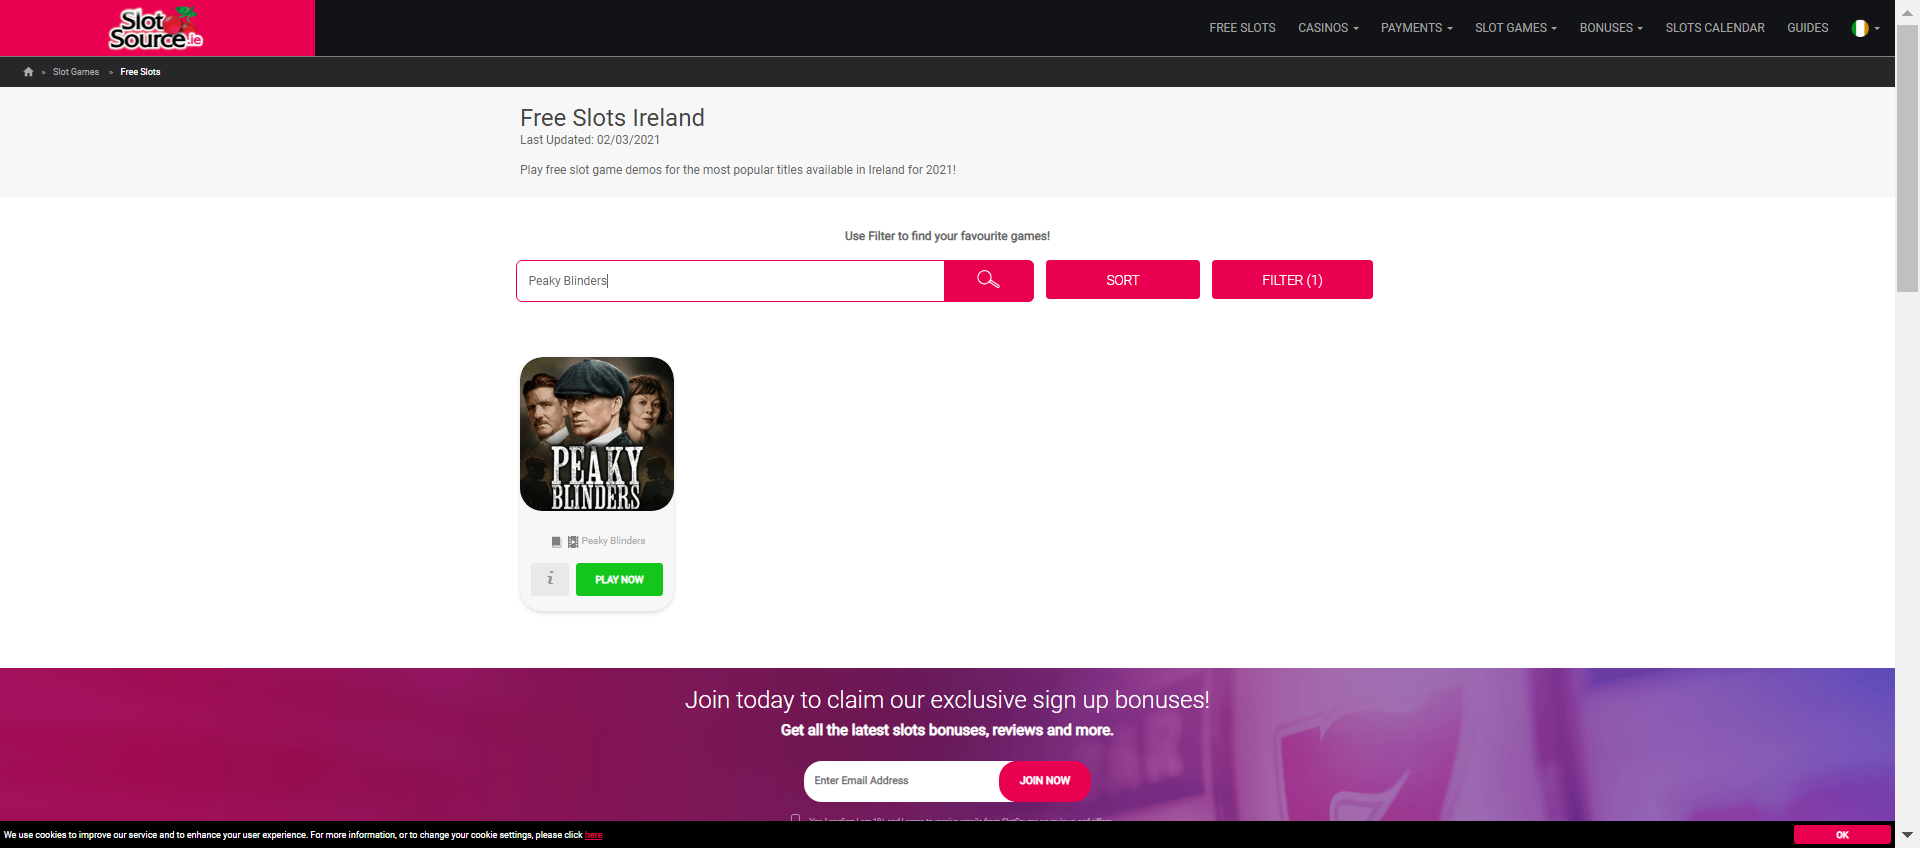 Slot
Source.ie
FREE SLOTS CASINOS PAYMENTS SLOT GAMES BONUSES SLOTS CALENDAR GUIDES
» Slot Games » Free Slots
Free Slots Ireland
Last Updated: 02/03/2021
Play free slot game demos for the most popular titles available in Ireland for 2021!
Use Filter to find your favourite games!
Peaky Blinders
SORT
FILTER (1)
PEAKY
BLINDERS
Peaky Blinders
i
PLAY NOW
Join today to claim our exclusive sign up bonuses!
Get all the latest slots bonuses, reviews and more.
Enter Email Address
JOIN NOW
We use cookies to improve our service and to enhance your user experience. For more information, or to change your cookie settings, please click here
OK